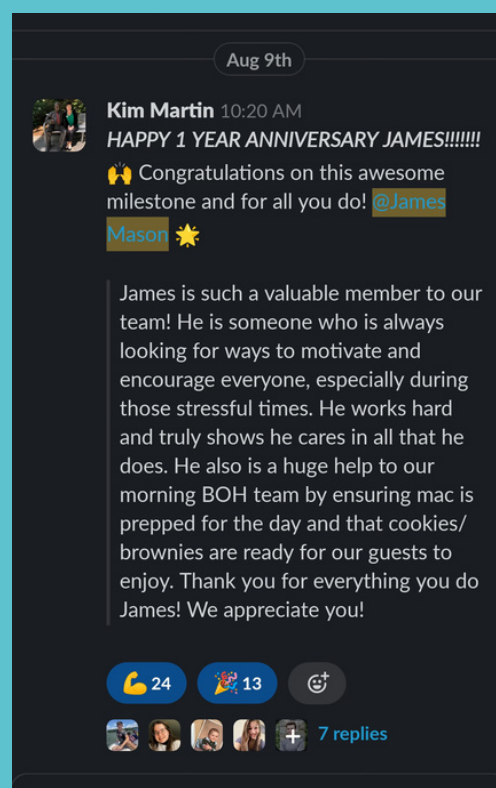 Aug 9th
Kim Martin 10:20 AM
HAPPY 1 YEAR ANNIVERSARY JAMES!!!!!!!
🙌 Congratulations on this awesome
milestone and for all you do! @James
Mason 🌟
James is such a valuable member to our
team! He is someone who is always
looking for ways to motivate and
encourage everyone, especially during
those stressful times. He works hard
and truly shows he cares in all that he
does. He also is a huge help to our
morning BOH team by ensuring mac is
prepped for the day and that cookies/
brownies are ready for our guests to
enjoy. Thank you for everything you do
James! We appreciate you!
💪 24 🎉 13
7 replies